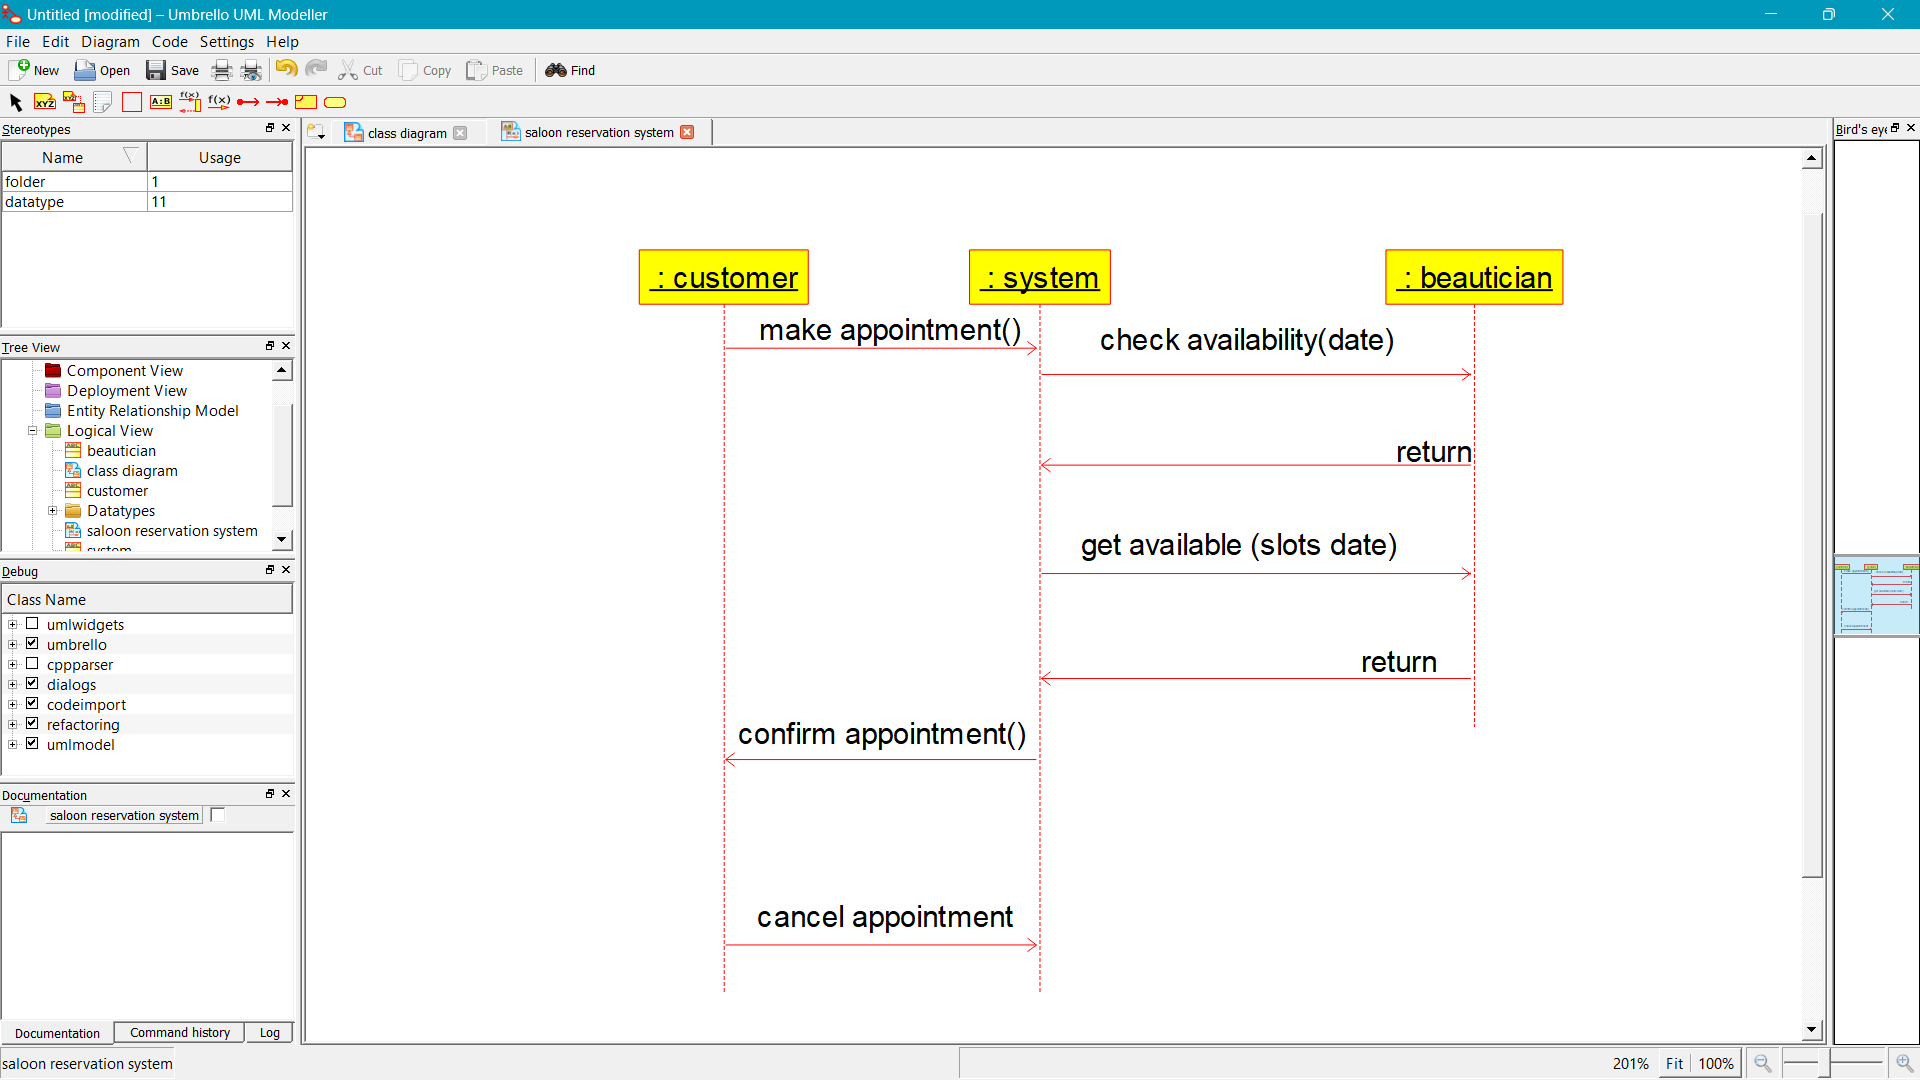 Untitled [modified] – Umbrello UML Modeller
File Edit Diagram Code Settings Help
New Open Save Cut Copy Paste Find
XYZ XYZ A:B f(x) f(x)
Stereotypes
Name Usage
folder 1
datatype 11
Tree View
Component View
Deployment View
Entity Relationship Model
Logical View
beautician
class diagram
customer
Datatypes
saloon reservation system
system
Debug
Class Name
umlwidgets
umbrello
cppparser
dialogs
codeimport
refactoring
umlmodel
Documentation
saloon reservation system
Documentation Command history Log
saloon reservation system
class diagram saloon reservation system
: customer : system : beautician
make appointment()
check availability(date)
return
get available (slots date)
return
confirm appointment()
cancel appointment
Bird's eye
201% Fit 100%